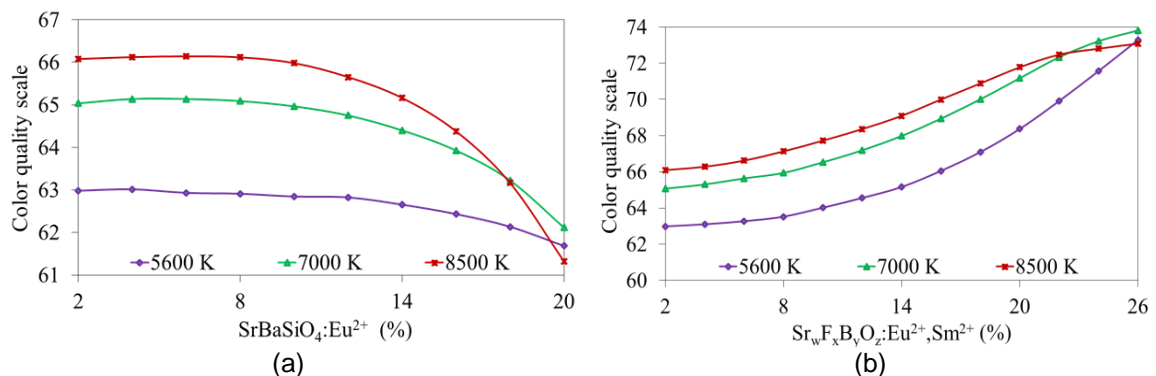 67
66
65
64
63
62
61
Color quality scale
5600 K 7000 K 8500 K
2 8 14 20
SrBaSiO₄:Eu²⁺ (%)
(a)
74
72
70
68
66
64
62
60
Color quality scale
5600 K 7000 K 8500 K
2 8 14 20 26
SrwFxByOz:Eu²⁺,Sm²⁺ (%)
(b)